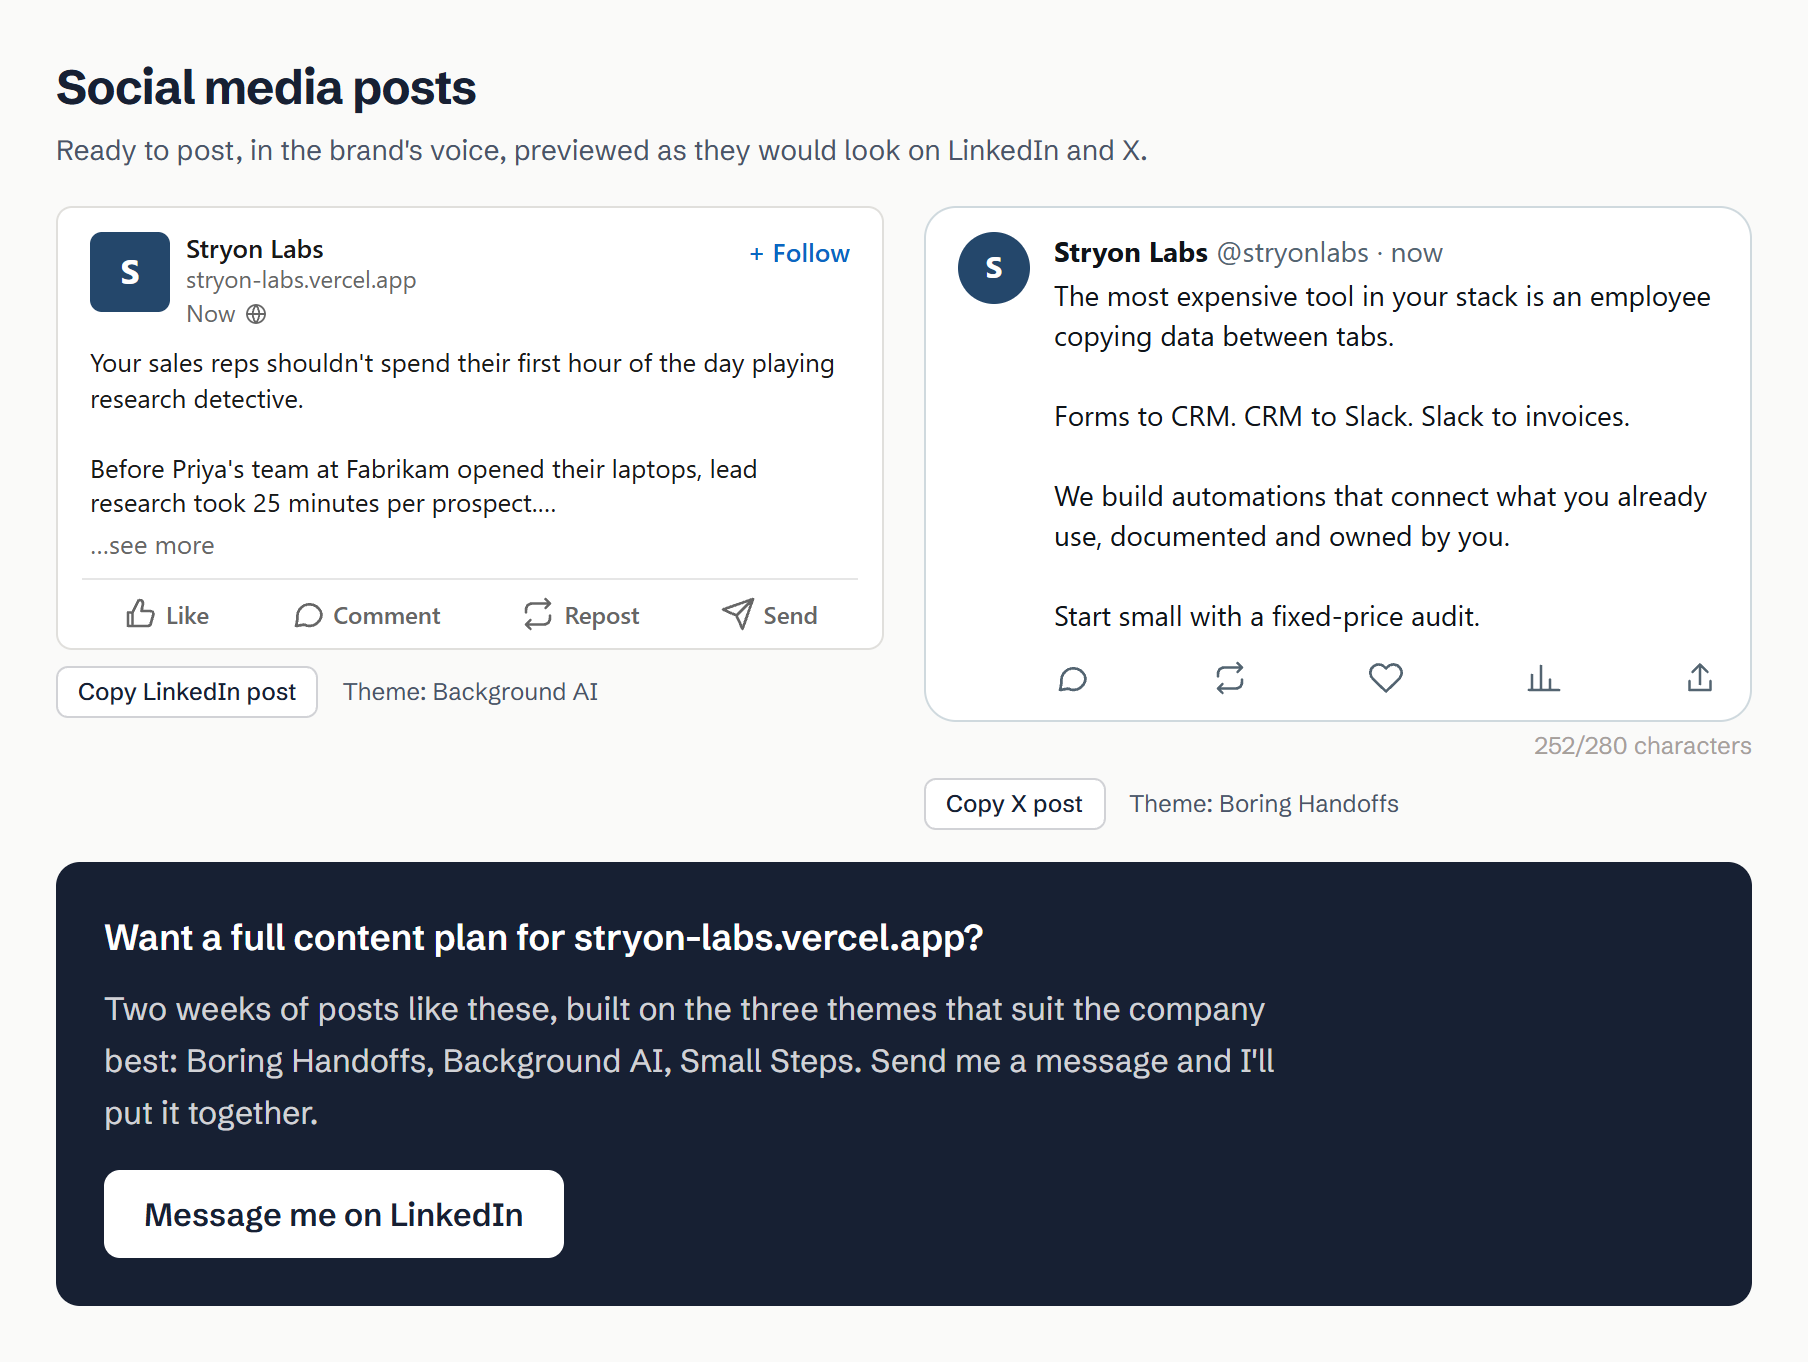 Social media posts
Ready to post, in the brand's voice, previewed as they would look on LinkedIn and X.
S
Stryon Labs
stryon-labs.vercel.app
Now
+ Follow
Your sales reps shouldn't spend their first hour of the day playing
research detective.
Before Priya's team at Fabrikam opened their laptops, lead
research took 25 minutes per prospect....
...see more
Like
Comment
Repost
Send
Copy LinkedIn post
Theme: Background AI
S
Stryon Labs @stryonlabs · now
The most expensive tool in your stack is an employee
copying data between tabs.
Forms to CRM. CRM to Slack. Slack to invoices.
We build automations that connect what you already
use, documented and owned by you.
Start small with a fixed-price audit.
252/280 characters
Copy X post
Theme: Boring Handoffs
Want a full content plan for stryon-labs.vercel.app?
Two weeks of posts like these, built on the three themes that suit the company
best: Boring Handoffs, Background AI, Small Steps. Send me a message and I'll
put it together.
Message me on LinkedIn